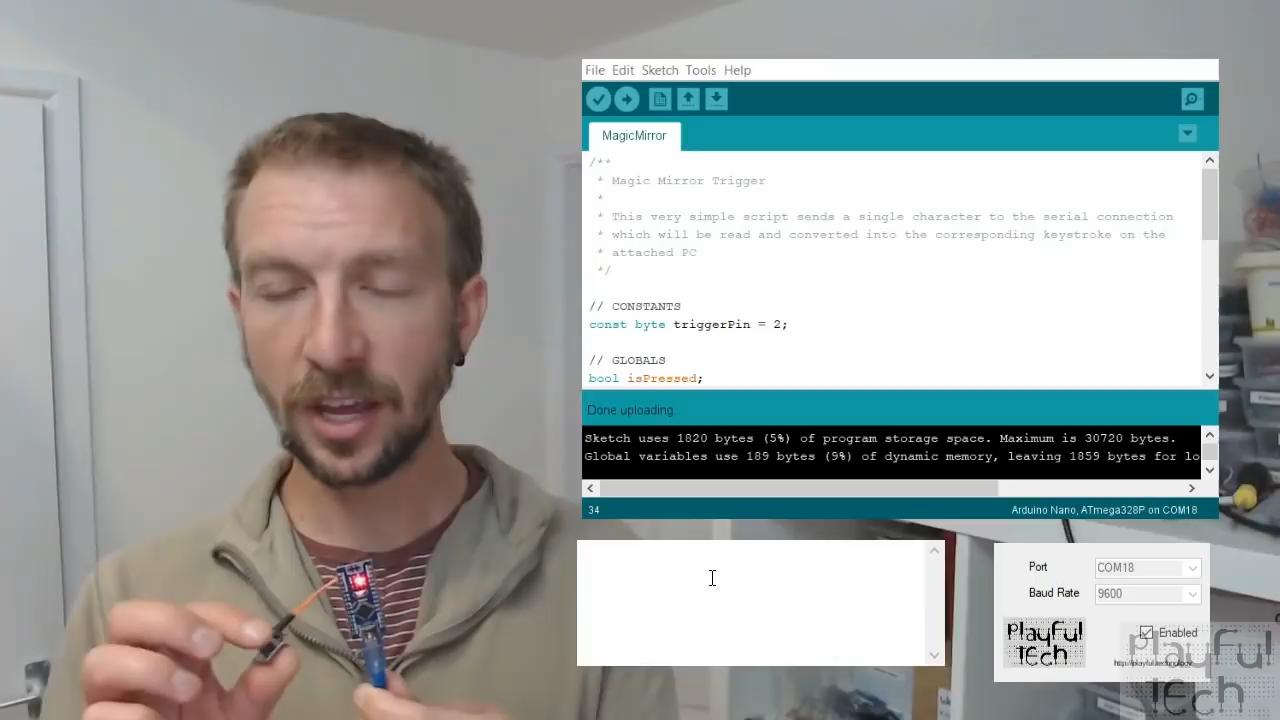 File Edit Sketch Tools Help
MagicMirror
/**
* Magic Mirror Trigger
*
* This very simple script sends a single character to the serial connection
* which will be read and converted into the corresponding keystroke on the
* attached PC
*/
// CONSTANTS
const byte triggerPin = 2;
// GLOBALS
bool isPressed;
Done uploading.
Sketch uses 1820 bytes (5%) of program storage space. Maximum is 30720 bytes.
Global variables use 189 bytes (9%) of dynamic memory, leaving 1859 bytes for lo
34
Arduino Nano, ATmega328P on COM18
Port COM18
Baud Rate 9600
Enabled
Playful
tech
http://playful.technology
Playful
tech